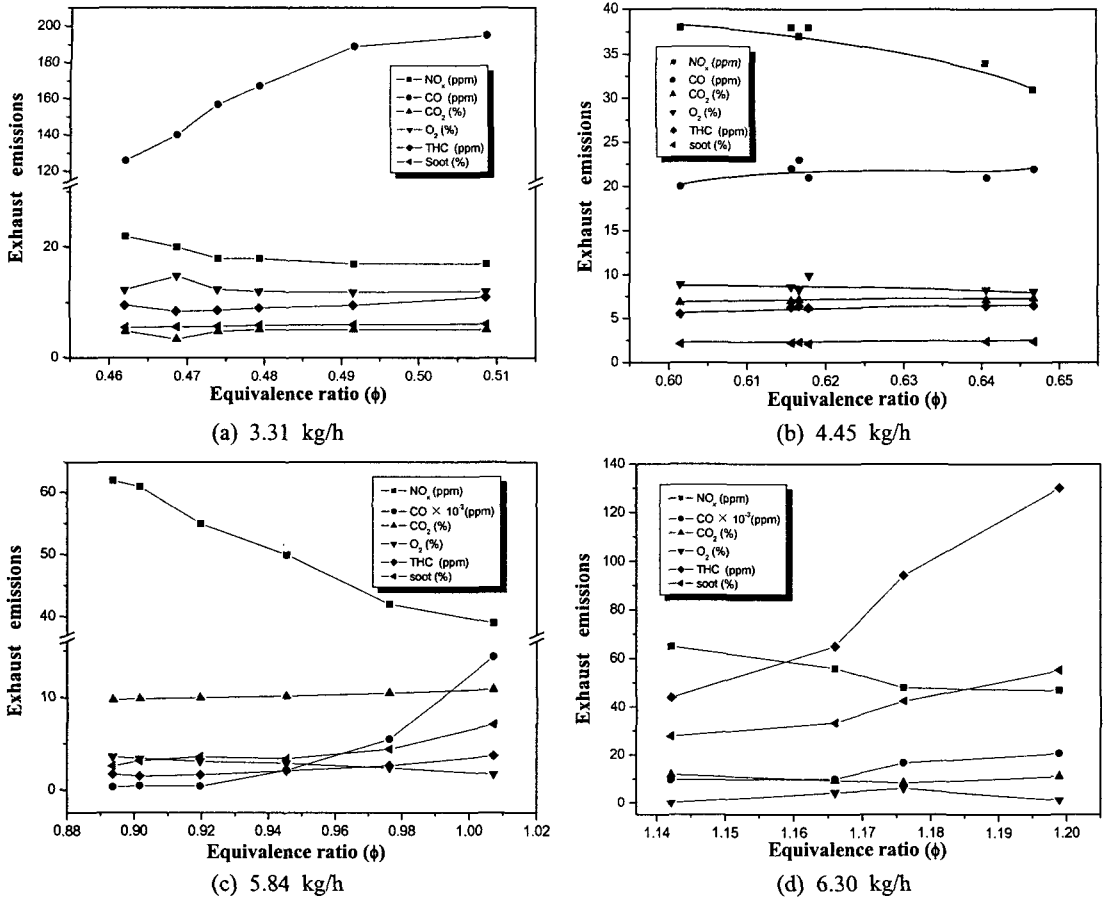 Exhaust emissions
200
180
160
140
120
20
10
0
NOx (ppm)
CO (ppm)
CO2 (%)
O2 (%)
THC (ppm)
Soot (%)
0.46 0.47 0.48 0.49 0.50 0.51
Equivalence ratio (ϕ)
(a) 3.31 kg/h
Exhaust emissions
40
35
30
25
20
15
10
5
0
NOx (ppm)
CO (ppm)
CO2 (%)
O2 (%)
THC (ppm)
soot (%)
0.60 0.61 0.62 0.63 0.64 0.65
Equivalence ratio (ϕ)
(b) 4.45 kg/h
Exhaust emissions
60
50
40
10
0
NOx (ppm)
CO × 10⁻²(ppm)
CO2 (%)
O2 (%)
THC (ppm)
soot (%)
0.88 0.90 0.92 0.94 0.96 0.98 1.00 1.02
Equivalence ratio (ϕ)
(c) 5.84 kg/h
Exhaust emissions
140
120
100
80
60
40
20
0
NOx (ppm)
CO × 10⁻³(ppm)
CO2 (%)
O2 (%)
THC (ppm)
soot (%)
1.14 1.15 1.16 1.17 1.18 1.19 1.20
Equivalence ratio (ϕ)
(d) 6.30 kg/h